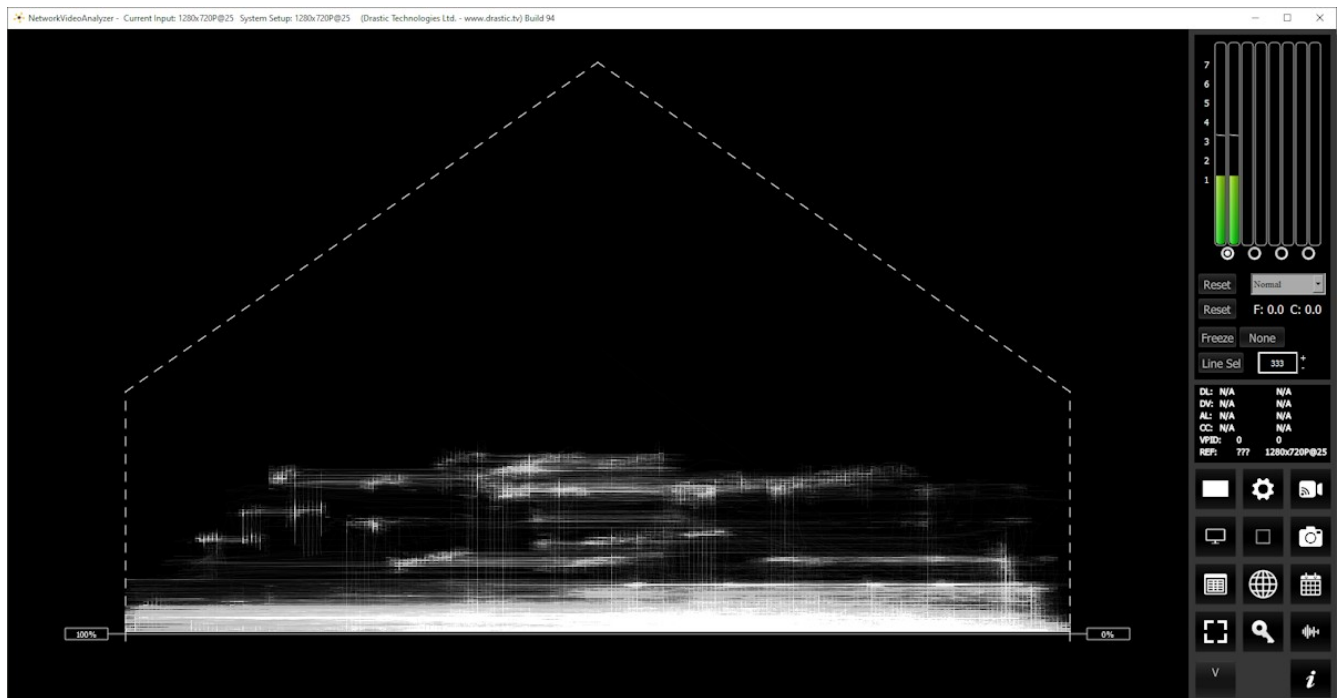 NetworkVideoAnalyzer - Current Input: 1280x720P@25 System Setup: 1280x720P@25 (Drastic Technologies Ltd. - www.drastic.tv) Build 94
7
6
5
4
3
2
1
Reset Normal
Reset F: 0.0 C: 0.0
Freeze None
Line Sel 333 + -
DL: N/A N/A
DV: N/A N/A
AL: N/A N/A
CC: N/A N/A
VPID: 0 0
REF: ??? 1280x720P@25
100% 0%
V i